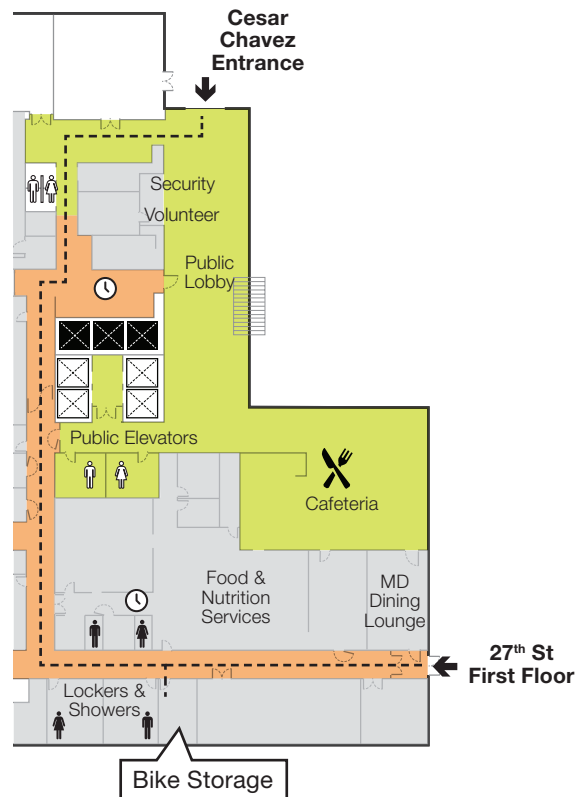 Cesar
Chavez
Entrance
Security
Volunteer
Public
Lobby
Public Elevators
Cafeteria
Food &
Nutrition
Services
MD
Dining
Lounge
27th St
First Floor
Lockers &
Showers
Bike Storage